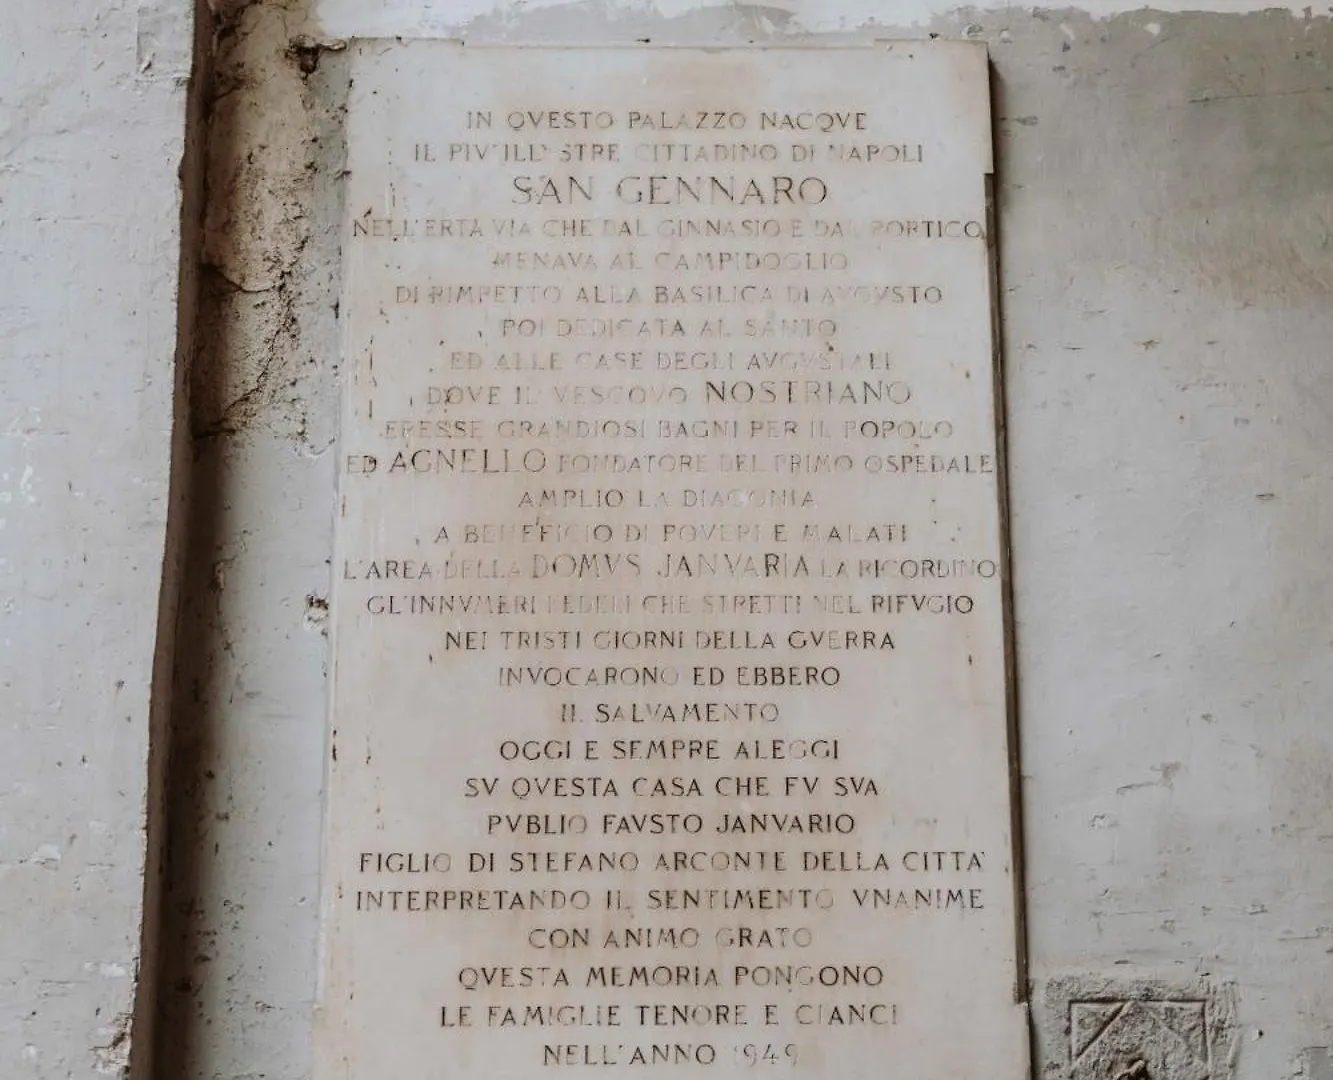 IN QVESTO PALAZZO NACQVE
IL PIV' ILLVSTRE CITTADINO DI NAPOLI
SAN GENNARO
NELL'ERTA VIA CHE DAL GINNASIO E DAL PORTICO
MENAVA AL CAMPIDOGLIO
DI RIMPETTO ALLA BASILICA DI AVGVSTO
POI DEDICATA AL SANTO
ED ALLE CASE DEGLI AVGVSTALI
DOVE IL VESCOVO NOSTRIANO
ERESSE GRANDIOSI BAGNI PER IL POPOLO
ED AGNELLO FONDATORE DEL PRIMO OSPEDALE
AMPLIO' LA DIACONIA
A BENEFICIO DI POVERI E MALATI
L'AREA DELLA DOMVS JANVARIA LA RICORDINO
GL'INNVMERI FEDELI CHE STRETTI NEL RIFVGIO
NEI TRISTI GIORNI DELLA GVERRA
INVOCARONO ED EBBERO
IL SALVAMENTO
OGGI E SEMPRE ALEGGI
SV QVESTA CASA CHE FV SVA
PVBLIO FAVSTO JANVARIO
FIGLIO DI STEFANO ARCONTE DELLA CITTA'
INTERPRETANDO IL SENTIMENTO VNANIME
CON ANIMO GRATO
QVESTA MEMORIA PONGONO
LE FAMIGLIE TENORE E CIANCI
NELL'ANNO 1949